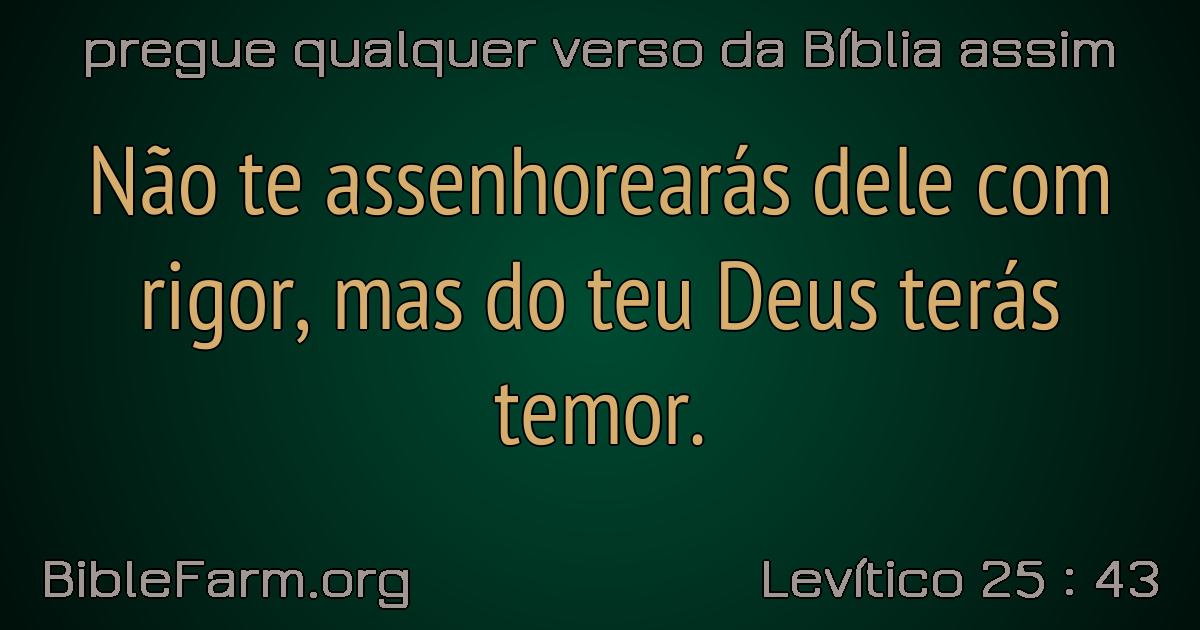 pregue qualquer verso da Bíblia assim
Não te assenhorearás dele com
rigor, mas do teu Deus terás
temor.
BibleFarm.org
Levítico 25 : 43